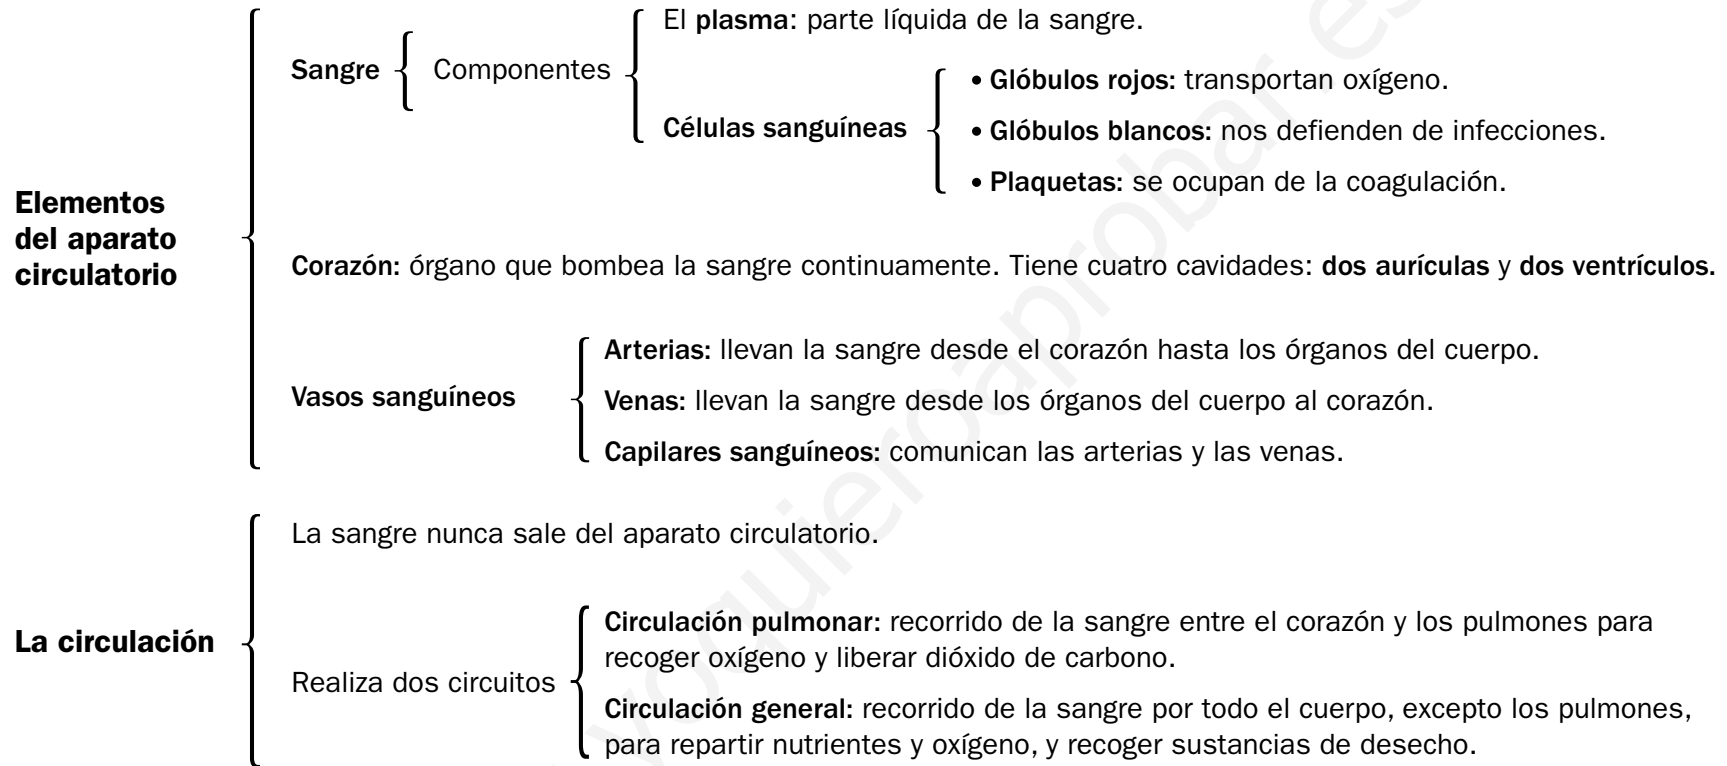 El plasma: parte líquida de la sangre.
Sangre
Componentes
Células sanguíneas
• Glóbulos rojos: transportan oxígeno.
• Glóbulos blancos: nos defienden de infecciones.
• Plaquetas: se ocupan de la coagulación.
Elementos
del aparato
circulatorio
Corazón: órgano que bombea la sangre continuamente. Tiene cuatro cavidades: dos aurículas y dos ventrículos.
Vasos sanguíneos
Arterias: llevan la sangre desde el corazón hasta los órganos del cuerpo.
Venas: llevan la sangre desde los órganos del cuerpo al corazón.
Capilares sanguíneos: comunican las arterias y las venas.
La circulación
La sangre nunca sale del aparato circulatorio.
Realiza dos circuitos
Circulación pulmonar: recorrido de la sangre entre el corazón y los pulmones para
recoger oxígeno y liberar dióxido de carbono.
Circulación general: recorrido de la sangre por todo el cuerpo, excepto los pulmones,
para repartir nutrientes y oxígeno, y recoger sustancias de desecho.
yoquieroaprobar es